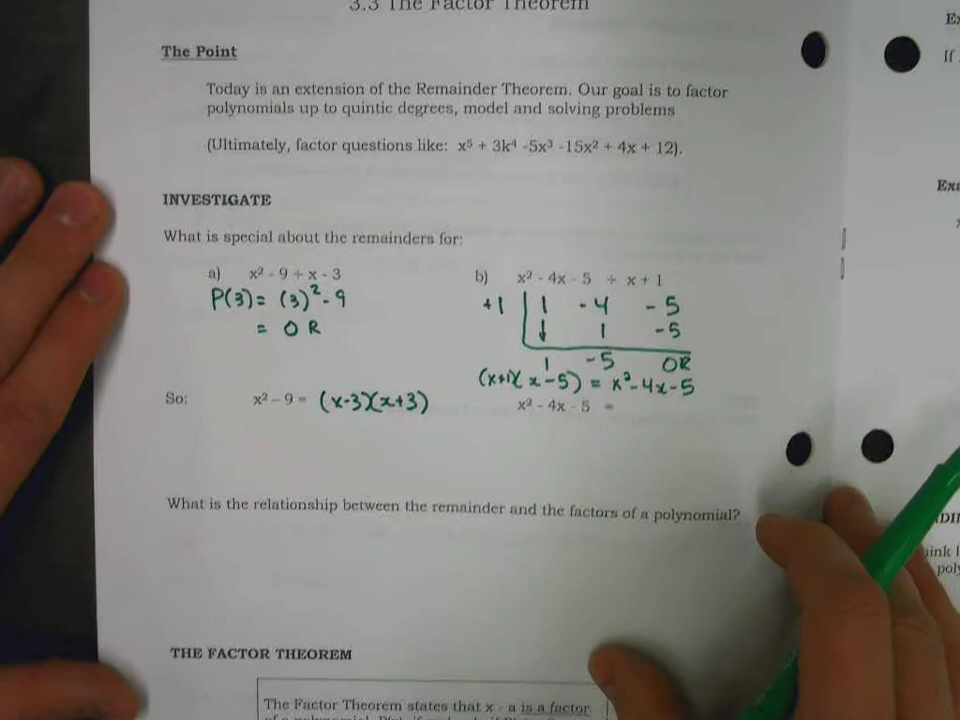 3.3 The Factor Theorem
The Point
Today is an extension of the Remainder Theorem. Our goal is to factor
polynomials up to quintic degrees, model and solving problems
(Ultimately, factor questions like: x⁵ + 3k⁴ -5x³ -15x² + 4x + 12).
INVESTIGATE
What is special about the remainders for:
a) x² - 9 ÷ x - 3
P(3) = (3)² - 9
= 0 R
b) x² - 4x - 5 ÷ x + 1
+1 | 1 -4 -5
↓ 1 -5
1 -5 0R
(x+1)(x-5) = x² - 4x - 5
So: x² - 9 = (x-3)(x+3)
x² - 4x - 5 =
What is the relationship between the remainder and the factors of a polynomial?
THE FACTOR THEOREM
The Factor Theorem states that x - a is a factor
Ex
If